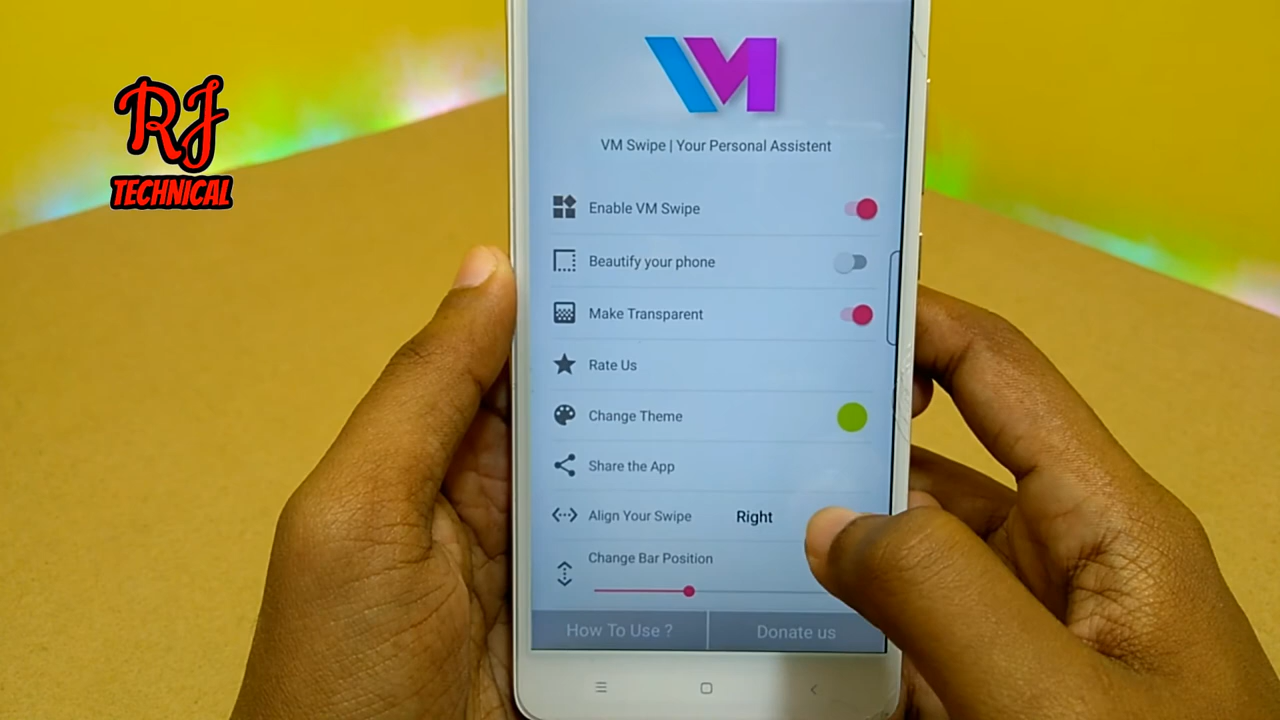 RJ
TECHNICAL
VM
VM Swipe | Your Personal Assistent
Enable VM Swipe
Beautify your phone
Make Transparent
Rate Us
Change Theme
Share the App
Align Your Swipe Right
Change Bar Position
How To Use ? Donate us